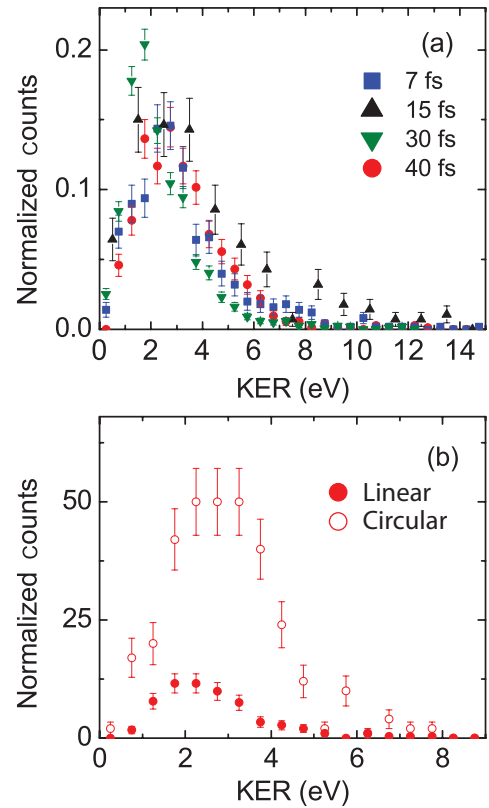 (a)
0.2
0.1
0.0
Normalized counts
7 fs
15 fs
30 fs
40 fs
0 2 4 6 8 10 12 14
KER (eV)
(b)
50
25
0
Normalized counts
Linear
Circular
0 2 4 6 8
KER (eV)